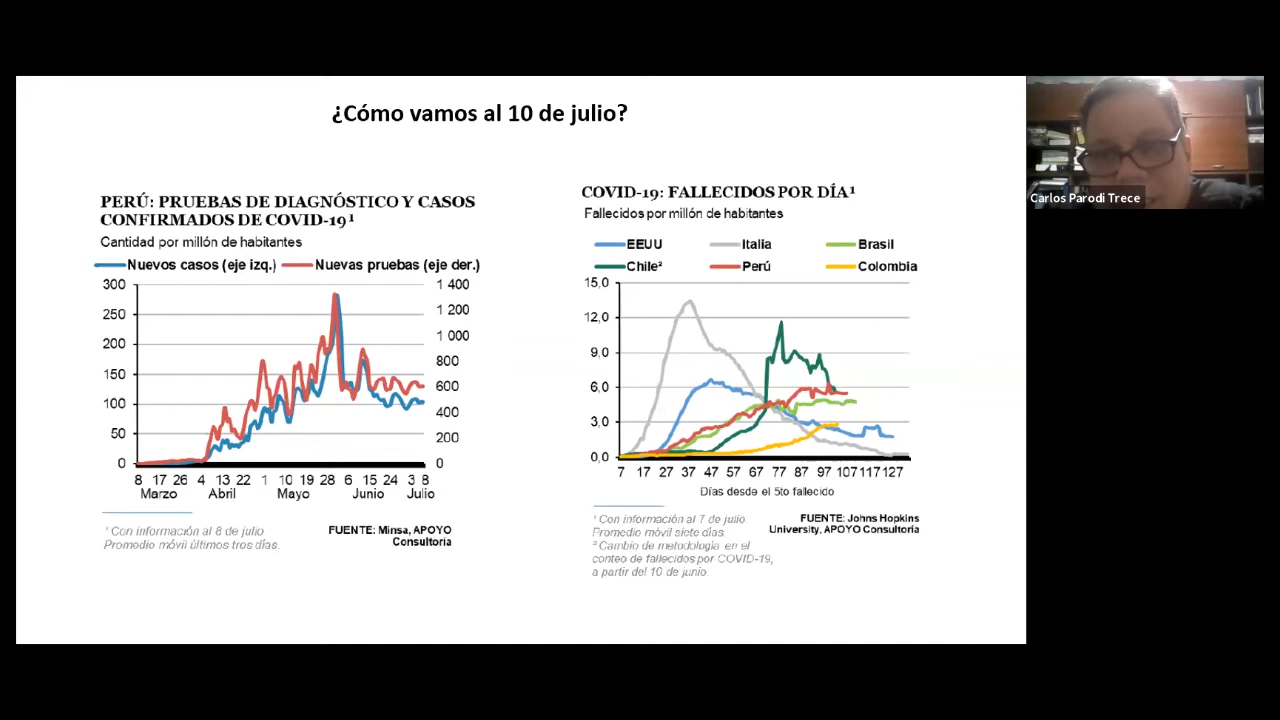 ¿Cómo vamos al 10 de julio?
Carlos Parodi Trece
PERÚ: PRUEBAS DE DIAGNÓSTICO Y CASOS
CONFIRMADOS DE COVID-19¹
Cantidad por millón de habitantes
Nuevos casos (eje izq.) Nuevas pruebas (eje der.)
300 1 400
250 1 200
200 1 000
150 800
100 600
50 400
0 200
0
8 17 26 4 13 22 1 10 19 28 6 15 24 3 8
Marzo Abril Mayo Junio Julio
¹ Con información al 8 de julio
Promedio móvil últimos tres días.
FUENTE: Minsa, APOYO
Consultoría
COVID-19: FALLECIDOS POR DÍA¹
Fallecidos por millón de habitantes
EEUU Italia Brasil
Chile² Perú Colombia
15,0
12,0
9,0
6,0
3,0
0,0
7 17 27 37 47 57 67 77 87 97 107 117 127
Días desde el 5to fallecido
¹ Con información al 7 de julio.
Promedio móvil siete días.
² Cambio de metodología en el
conteo de fallecidos por COVID-19,
a partir del 10 de junio.
FUENTE: Johns Hopkins
University, APOYO Consultoría